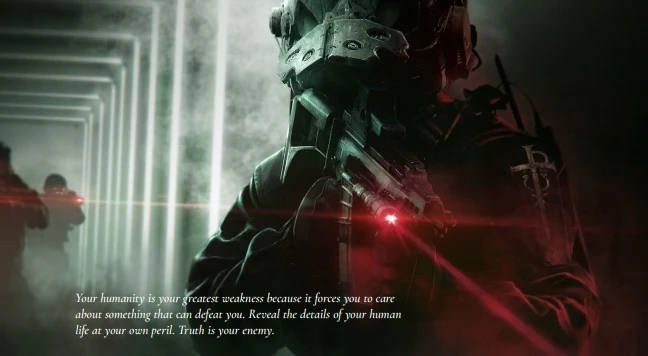 Your humanity is your greatest weakness because it forces you to care
about something that can defeat you. Reveal the details of your human
life at your own peril. Truth is your enemy.